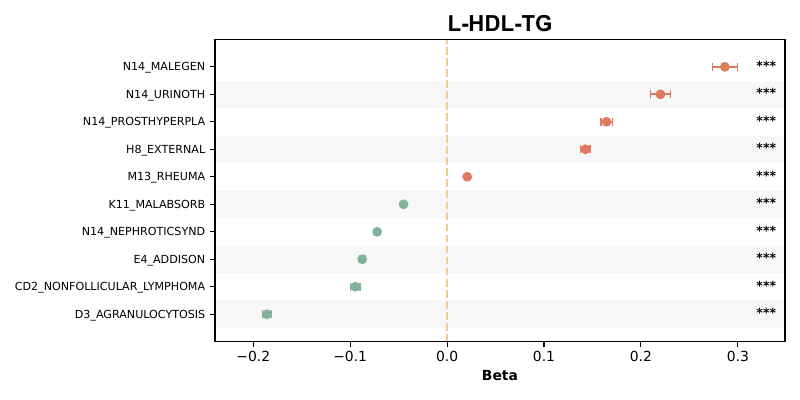 L-HDL-TG
N14_MALEGEN ***
N14_URINOTH ***
N14_PROSTHYPERPLA ***
H8_EXTERNAL ***
M13_RHEUMA ***
K11_MALABSORB ***
N14_NEPHROTICSYND ***
E4_ADDISON ***
CD2_NONFOLLICULAR_LYMPHOMA ***
D3_AGRANULOCYTOSIS ***
−0.2 −0.1 0.0 0.1 0.2 0.3
Beta